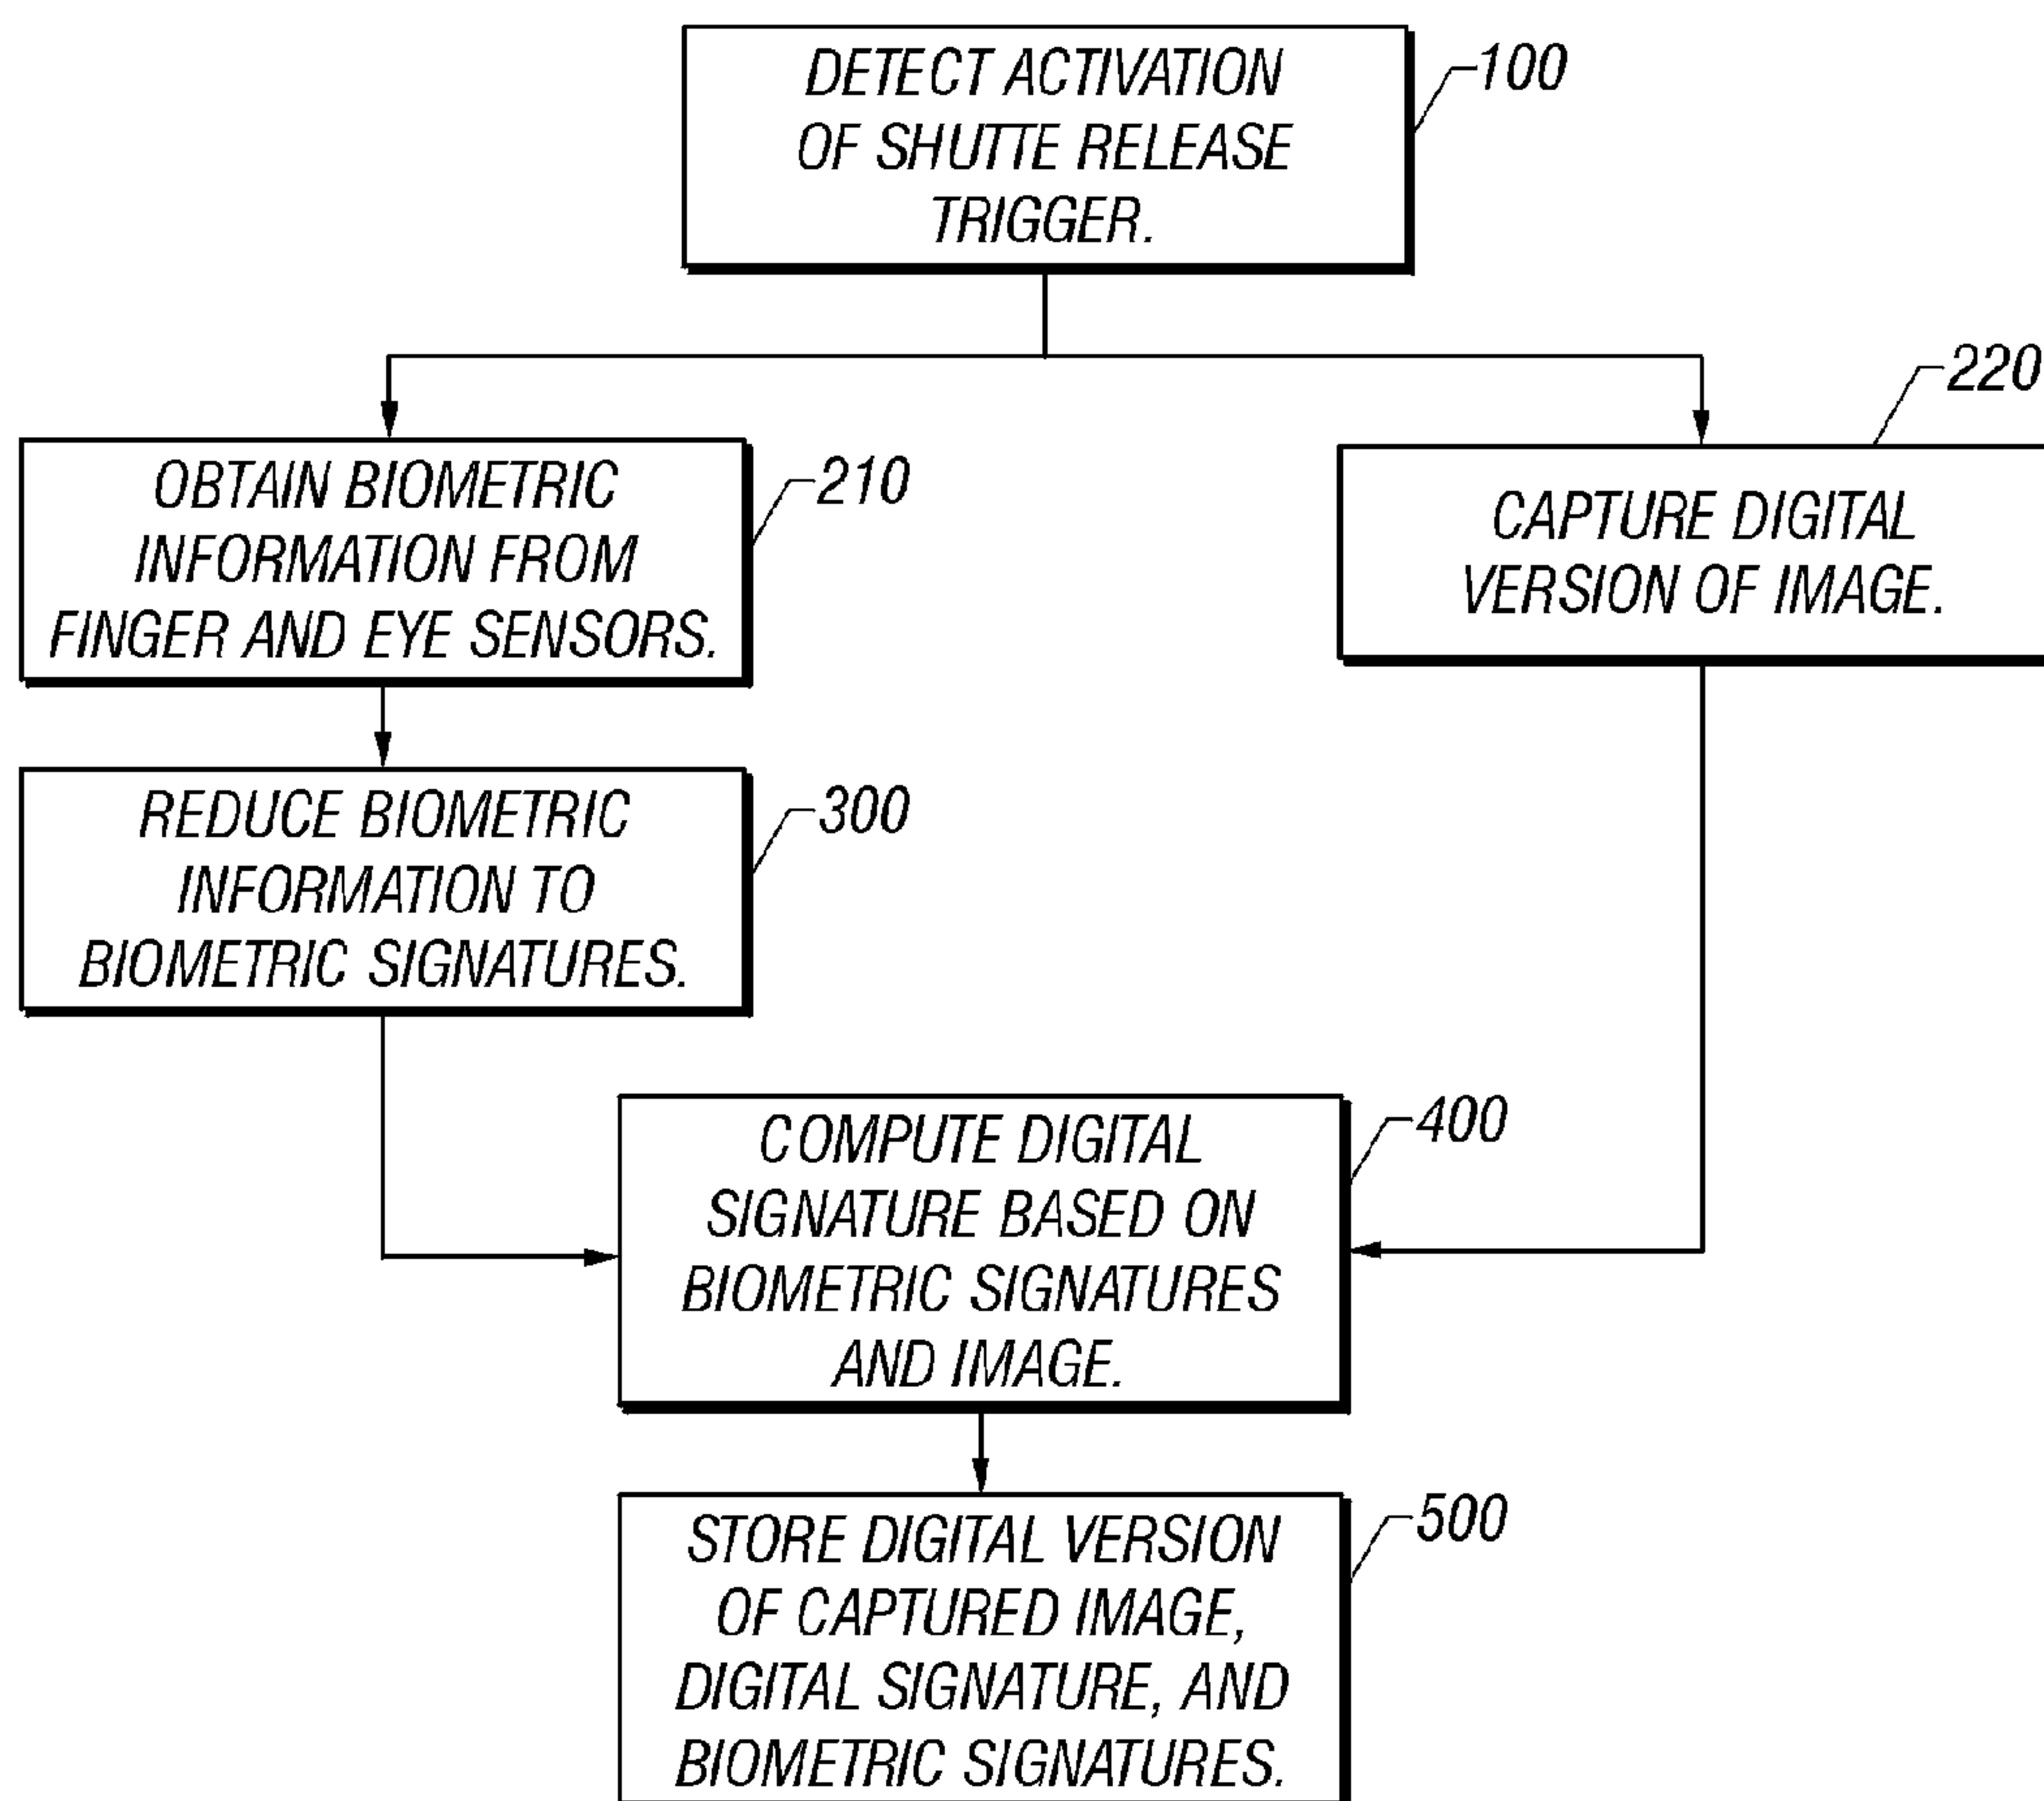 DETECT ACTIVATION
OF SHUTTE RELEASE
TRIGGER.
100
OBTAIN BIOMETRIC
INFORMATION FROM
FINGER AND EYE SENSORS.
210
CAPTURE DIGITAL
VERSION OF IMAGE.
220
REDUCE BIOMETRIC
INFORMATION TO
BIOMETRIC SIGNATURES.
300
COMPUTE DIGITAL
SIGNATURE BASED ON
BIOMETRIC SIGNATURES
AND IMAGE.
400
STORE DIGITAL VERSION
OF CAPTURED IMAGE,
DIGITAL SIGNATURE, AND
BIOMETRIC SIGNATURES.
500